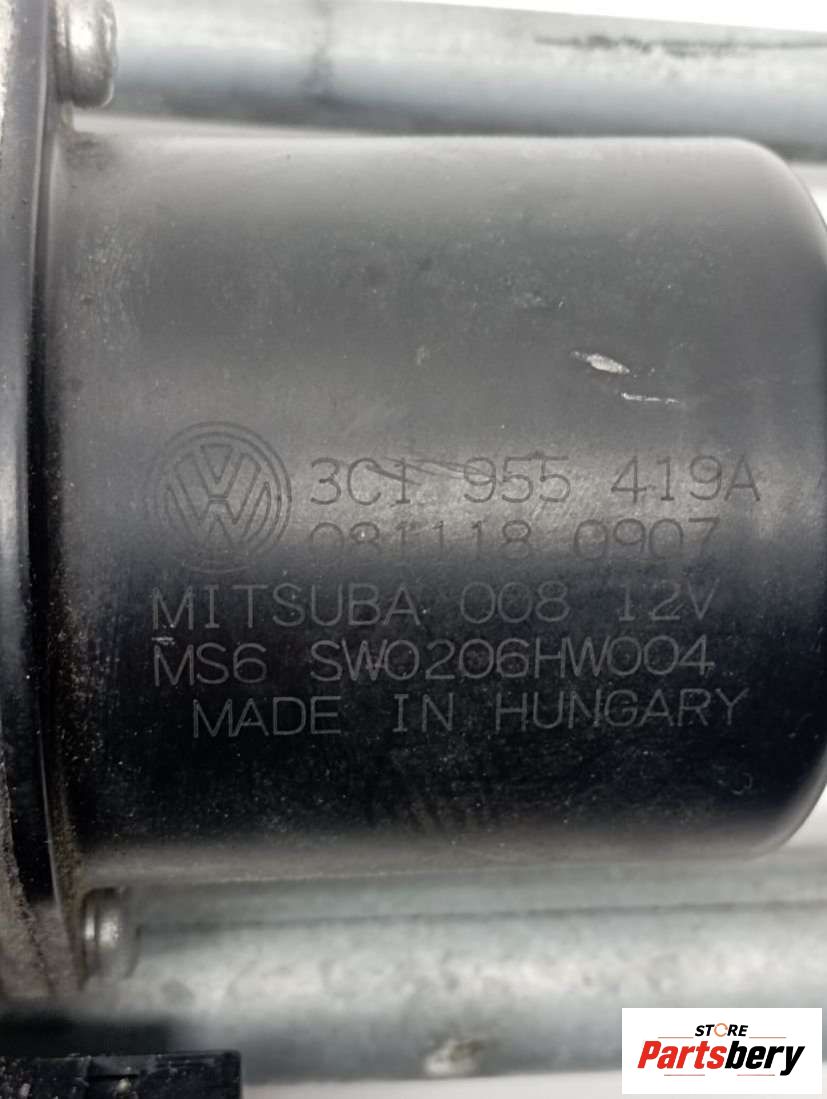 3C1 955 419A
081118 0907
MITSUBA 008 12V
MS6 SW0206HW004
MADE IN HUNGARY
STORE
Partsbery